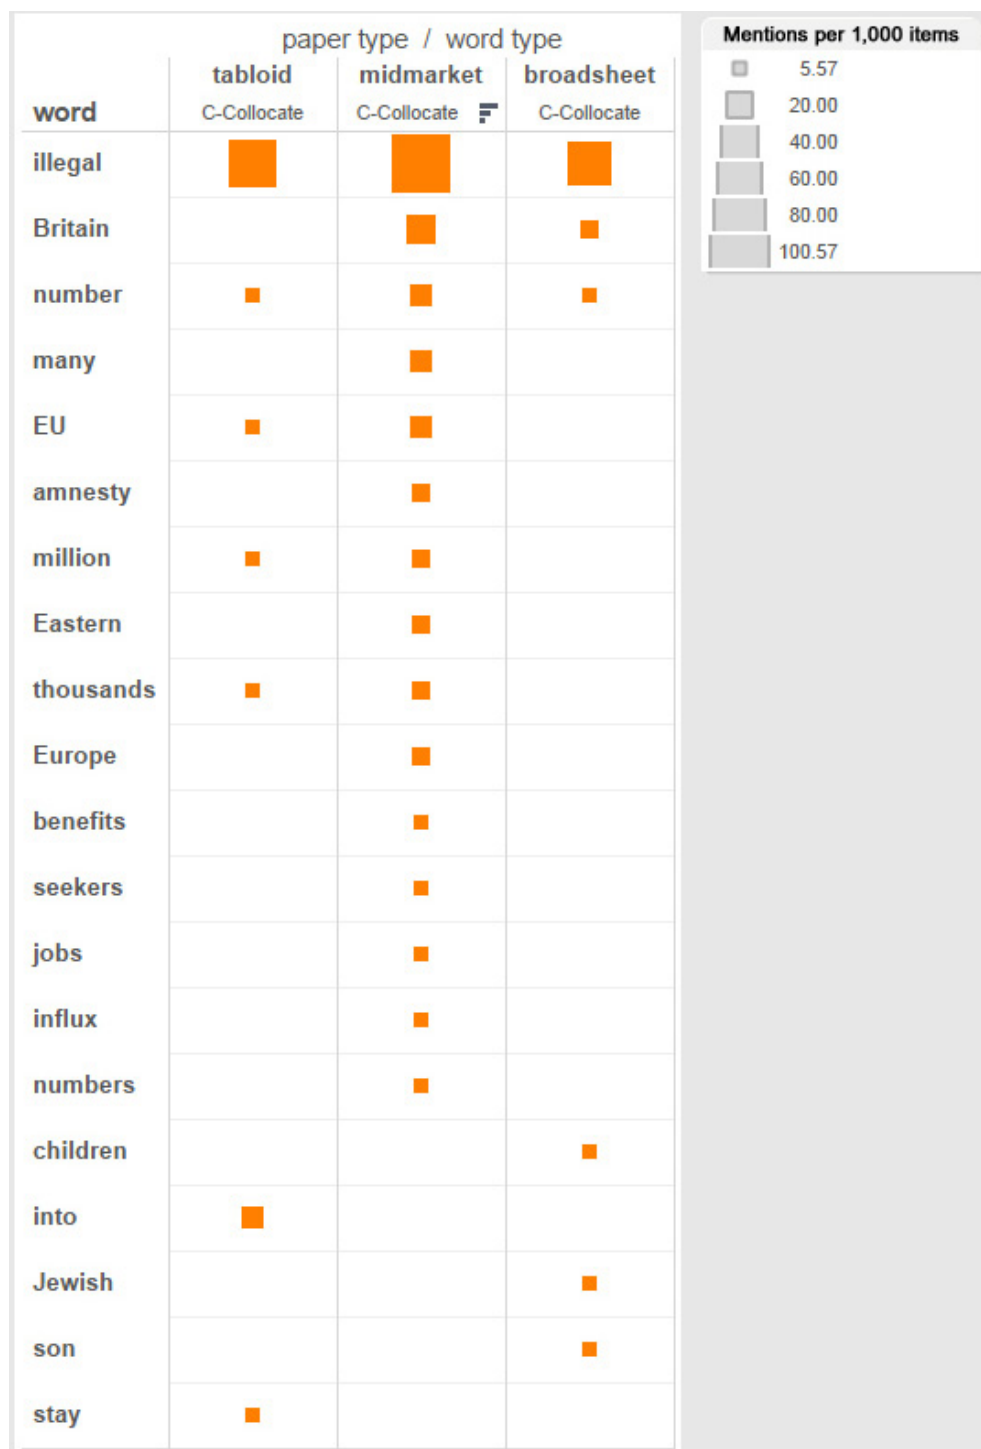 paper type / word type
tabloid midmarket broadsheet
word C-Collocate C-Collocate C-Collocate
illegal
Britain
number
many
EU
amnesty
million
Eastern
thousands
Europe
benefits
seekers
jobs
influx
numbers
children
into
Jewish
son
stay
Mentions per 1,000 items
5.57
20.00
40.00
60.00
80.00
100.57